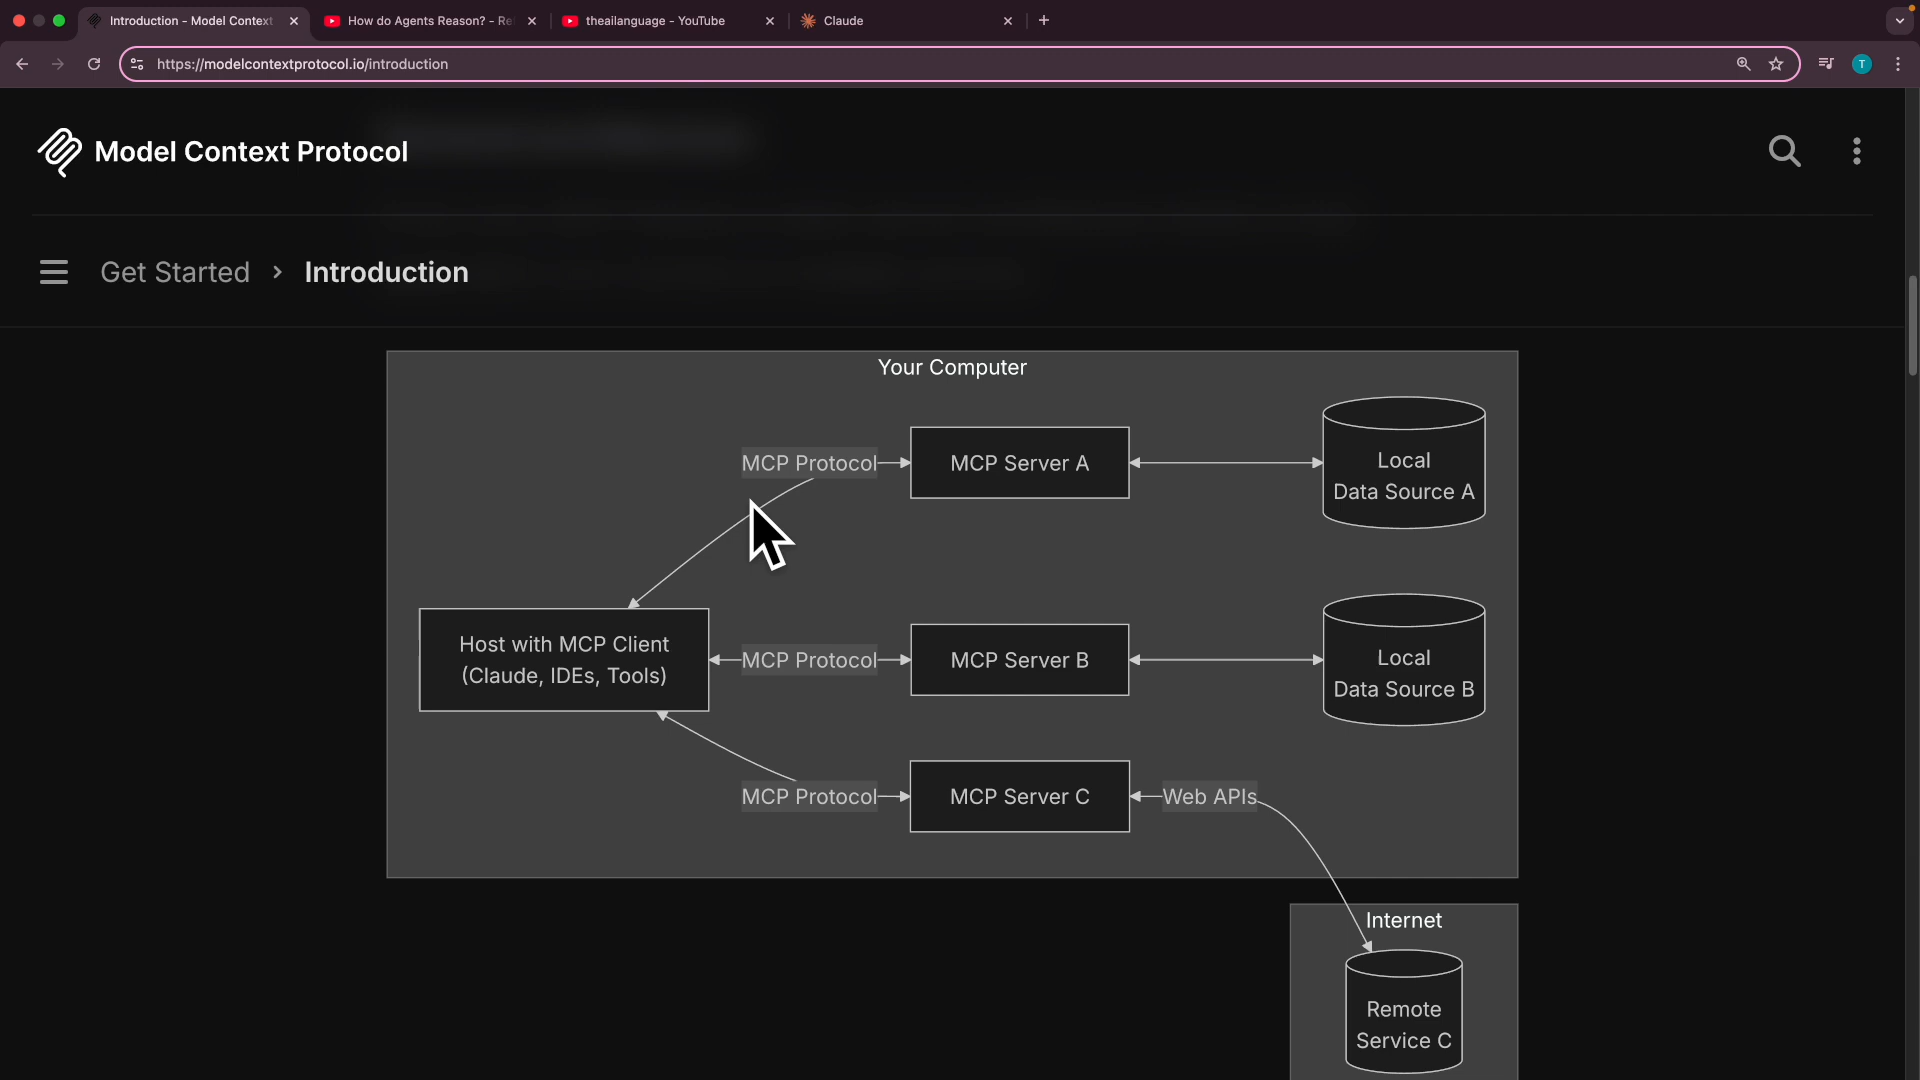 Introduction - Model Context
How do Agents Reason? - Re
theailanguage - YouTube
Claude
https://modelcontextprotocol.io/introduction
T
Model Context Protocol
Get Started
Introduction
Your Computer
MCP Protocol
MCP Server A
Local
Data Source A
Host with MCP Client
(Claude, IDEs, Tools)
MCP Protocol
MCP Server B
Local
Data Source B
MCP Protocol
MCP Server C
Web APIs
Internet
Remote
Service C